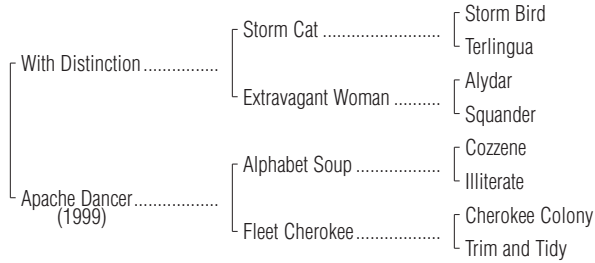 Storm Bird
Storm Cat ..........................
Terlingua
With Distinction ................
Alydar
Extravagant Woman ..........
Squander
Cozzene
Alphabet Soup ..................
Illiterate
Apache Dancer ..................
(1999)
Cherokee Colony
Fleet Cherokee ..................
Trim and Tidy